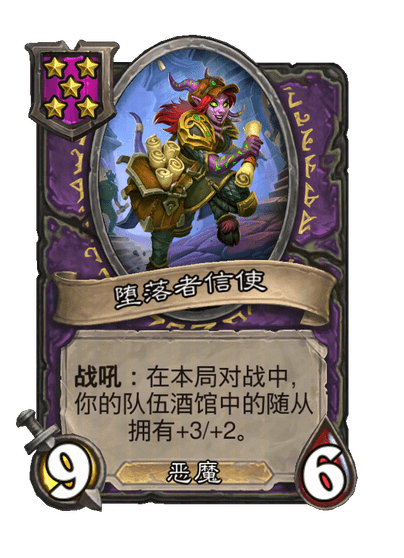 堕落者信使
战吼：在本局对战中，
你的队伍酒馆中的随从
拥有+3/+2。
9
恶魔
6